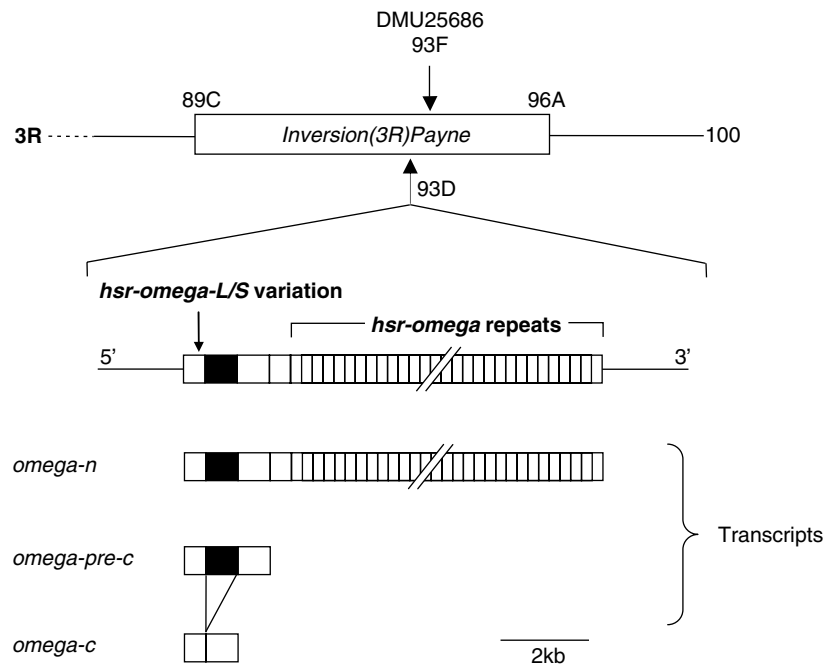 DMU25686
93F
89C
96A
3R
Inversion(3R)Payne
100
93D
hsr-omega-L/S variation
hsr-omega repeats
5’
3’
omega-n
omega-pre-c
Transcripts
omega-c
2kb